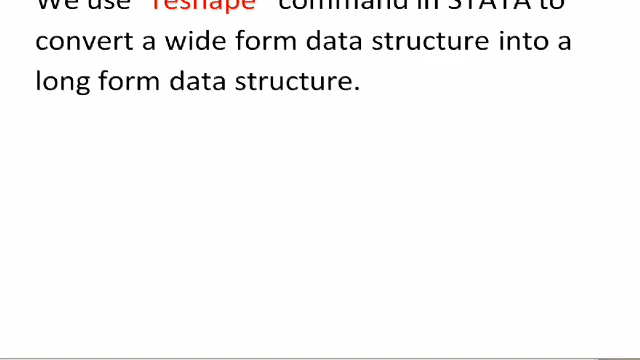 We use "reshape" command in STATA to
convert a wide form data structure into a
long form data structure.